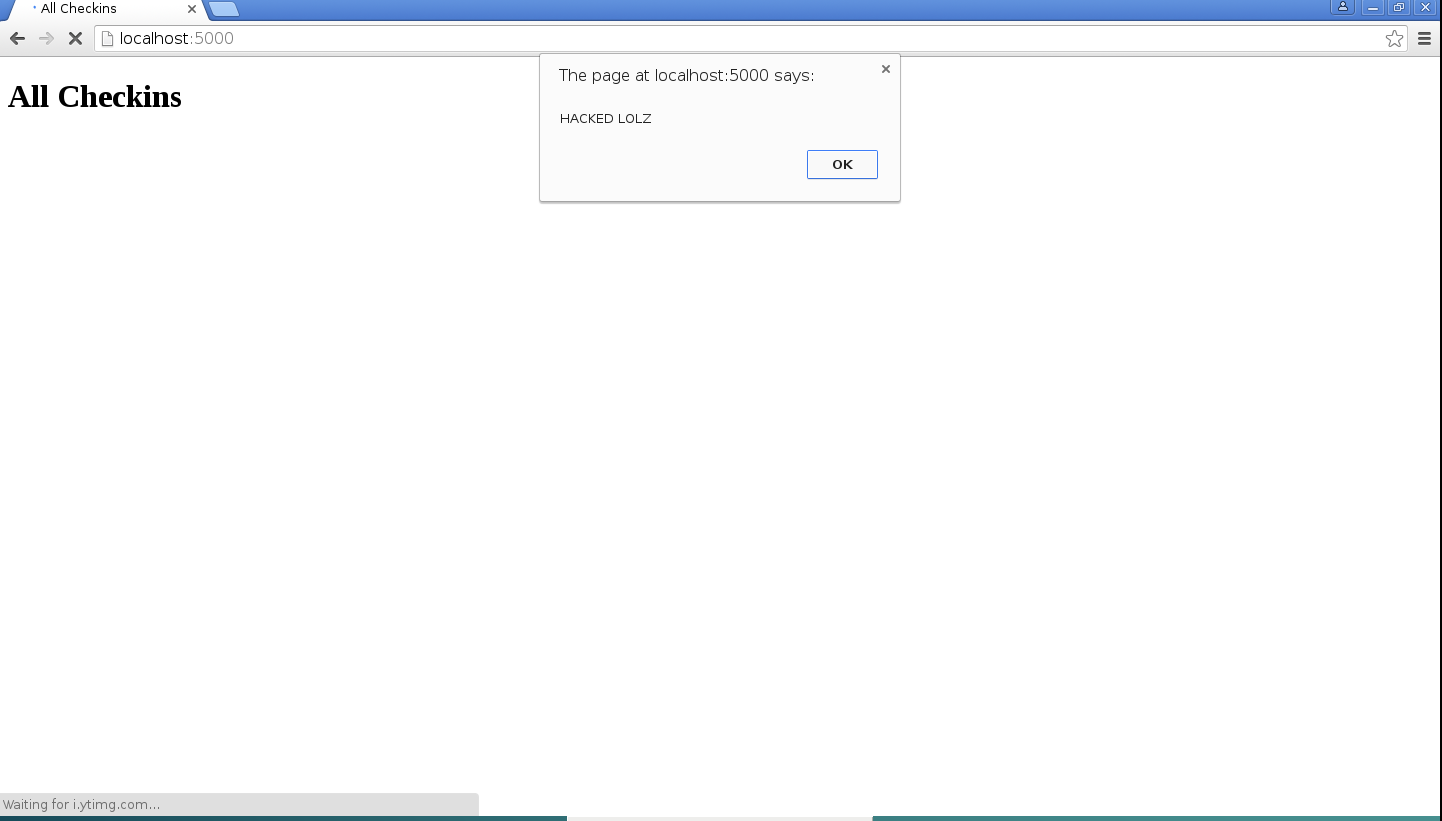 All Checkins
localhost:5000
The page at localhost:5000 says:
HACKED LOLZ
OK
All Checkins
Waiting for i.ytimg.com...